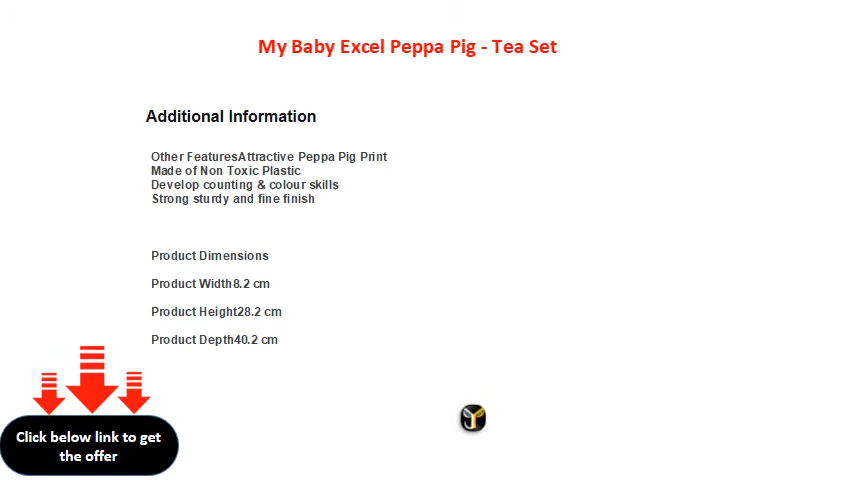 My Baby Excel Peppa Pig - Tea Set
Additional Information
Other FeaturesAttractive Peppa Pig Print
Made of Non Toxic Plastic
Develop counting & colour skills
Strong sturdy and fine finish
Product Dimensions
Product Width8.2 cm
Product Height28.2 cm
Product Depth40.2 cm
Click below link to get
the offer